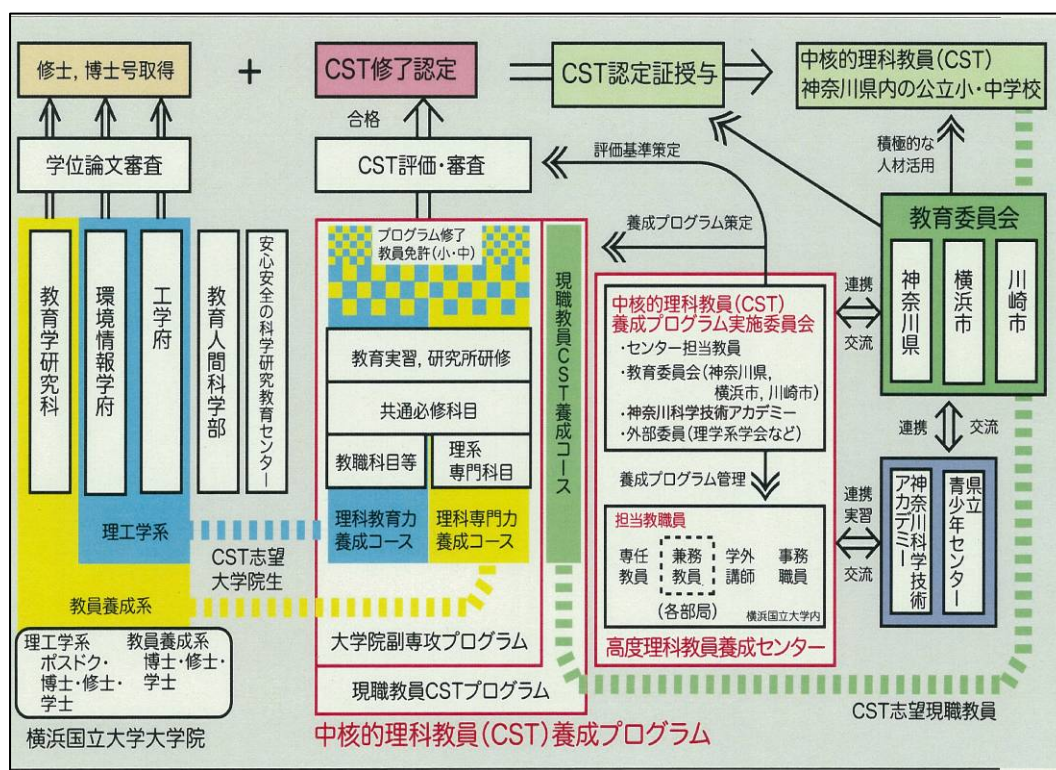 修士，博士号取得
+
CST修了認定
CST認定証授与
中核的理科教員（CST）
神奈川県内の公立小・中学校
合格
学位論文審査
CST評価・審査
評価基準策定
積極的な
人材活用
教育学研究科
環境情報学府
工学府
教育人間科学部
安心安全の科学研究教育センター
理工学系
教員養成系
CST志望
大学院生
理工学系
ポスドク・
博士・修士・
学士
教員養成系
博士・修士・
学士
横浜国立大学大学院
プログラム修了
教員免許（小・中）
教育実習，研究所研修
共通必修科目
教職科目等
理系
専門科目
理科教育力
養成コース
理科専門力
養成コース
現職教員CST養成コース
大学院副専攻プログラム
現職教員CSTプログラム
中核的理科教員（CST）養成プログラム
養成プログラム策定
中核的理科教員（CST）
養成プログラム実施委員会
・センター担当教員
・教育委員会（神奈川県，
横浜市，川崎市）
・神奈川科学技術アカデミー
・外部委員（理学系学会など）
養成プログラム管理
担当教職員
専任
教員
兼務
教員
学外
講師
事務
職員
（各部局）
横浜国立大学内
高度理科教員養成センター
連携
交流
教育委員会
神奈川県
横浜市
川崎市
連携
交流
連携
実習
交流
神奈川科学技術
アカデミー
県立
青少年センター
CST志望現職教員